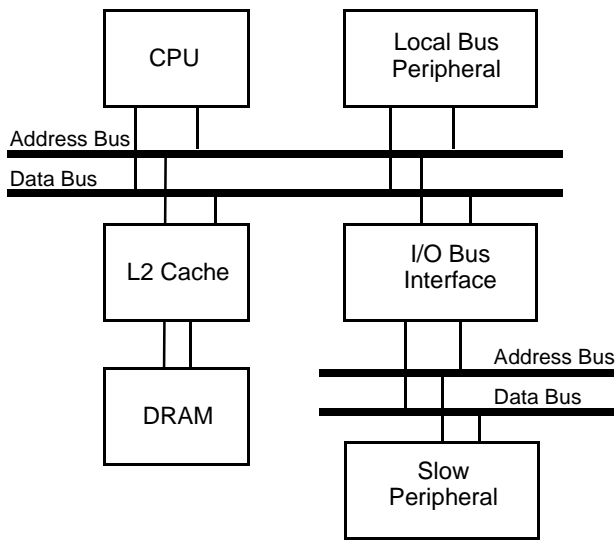 CPU
Local Bus
Peripheral
Address Bus
Data Bus
L2 Cache
I/O Bus
Interface
Address Bus
Data Bus
DRAM
Slow
Peripheral